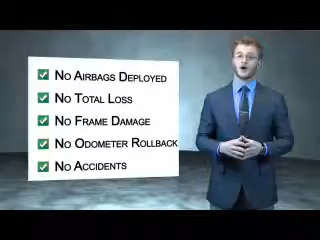 No Airbags Deployed
No Total Loss
No Frame Damage
No Odometer Rollback
No Accidents